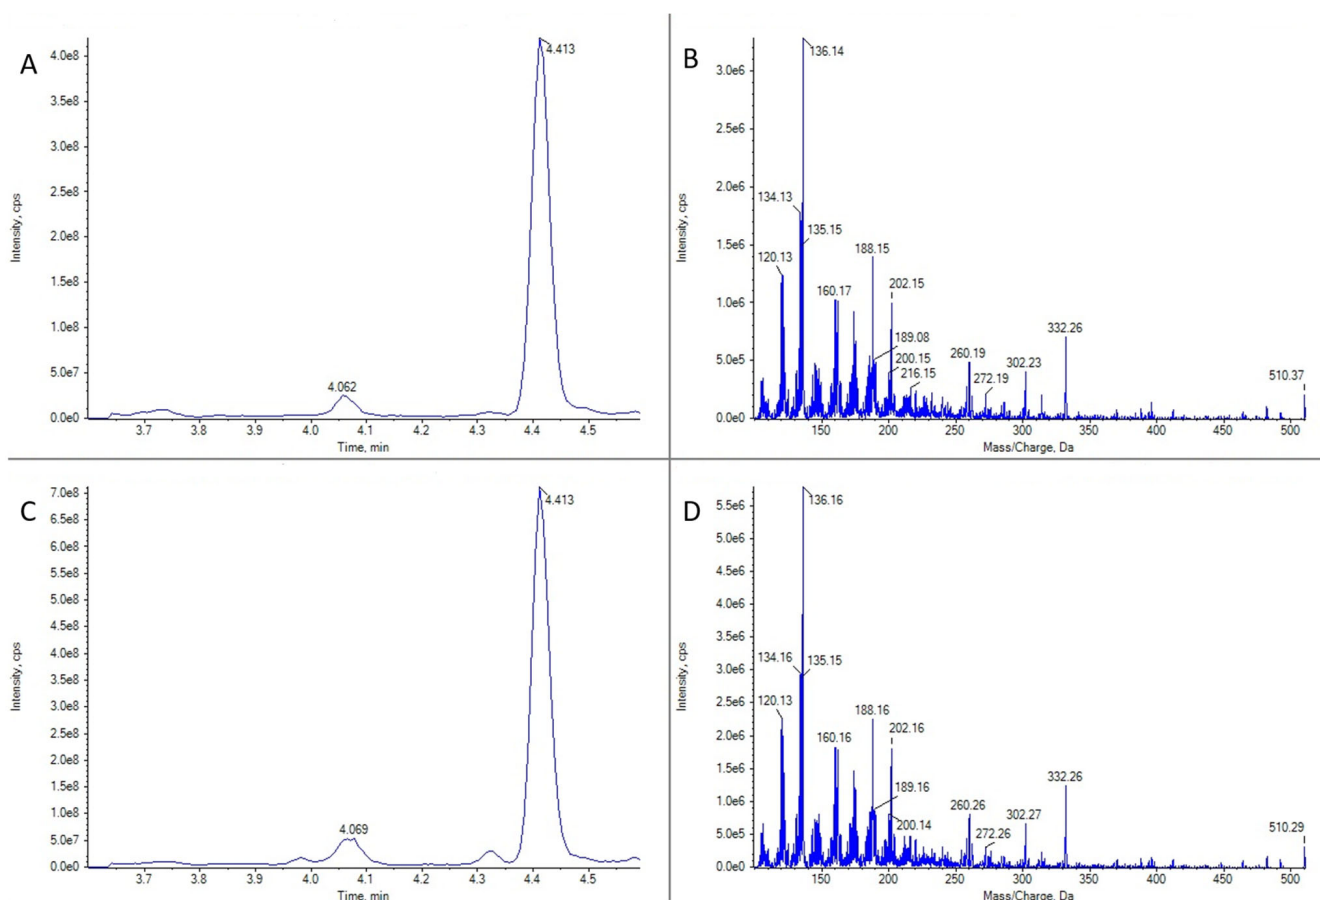 A
4.0e8
3.5e8
3.0e8
2.5e8
2.0e8
1.5e8
1.0e8
5.0e7
0.0e0
Intensity, cps
4.413
4.062
3.7 3.8 3.9 4.0 4.1 4.2 4.3 4.4 4.5
Time, min
B
3.0e6
2.5e6
2.0e6
1.5e6
1.0e6
5.0e5
0.0e0
Intensity, cps
136.14
134.13
135.15
120.13
188.15
160.17
202.15
189.08
200.15
216.15
260.19
272.19
302.23
332.26
510.37
150 200 250 300 350 400 450 500
Mass/Charge, Da
C
7.0e8
6.5e8
6.0e8
5.5e8
5.0e8
4.5e8
4.0e8
3.5e8
3.0e8
2.5e8
2.0e8
1.5e8
1.0e8
5.0e7
0.0e0
Intensity, cps
4.413
4.069
3.7 3.8 3.9 4.0 4.1 4.2 4.3 4.4 4.5
Time, min
D
5.5e6
5.0e6
4.5e6
4.0e6
3.5e6
3.0e6
2.5e6
2.0e6
1.5e6
1.0e6
5.0e5
0.0e0
Intensity, cps
136.16
134.16
135.15
120.13
188.16
160.16
202.16
189.16
200.14
260.26
272.26
302.27
332.26
510.29
150 200 250 300 350 400 450 500
Mass/Charge, Da